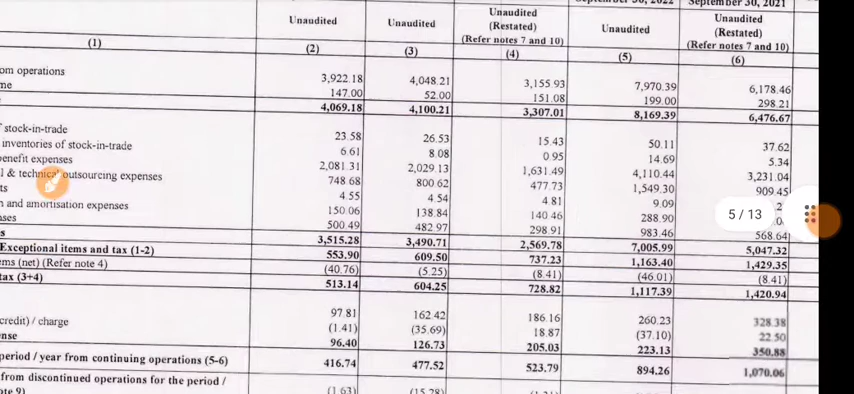 September 30, 2021
Unaudited Unaudited Unaudited (Restated) (Refer notes 7 and 10) Unaudited Unaudited (Restated) (Refer notes 7 and 10)
(1) (2) (3) (4) (5) (6)
om operations 3,922.18 4,048.21 3,155.93 7,970.39 6,178.46
me 147.00 52.00 151.08 199.00 298.21
4,069.18 4,100.21 3,307.01 8,169.39 6,476.67
stock-in-trade 23.58 26.53 15.43 50.11 37.62
inventories of stock-in-trade 6.61 8.08 0.95 14.69 5.34
benefit expenses 2,081.31 2,029.13 1,631.49 4,110.44 3,231.04
l & technical outsourcing expenses 748.68 800.62 477.73 1,549.30 909.45
ts 4.55 4.54 4.81 9.09
n and amortisation expenses 150.06 138.84 140.46 288.90
nses 500.49 482.97 298.91 983.46 568.64
s 3,515.28 3,490.71 2,569.78 7,005.99 5,047.32
Exceptional items and tax (1-2) 553.90 609.50 737.23 1,163.40 1,429.35
ms (net) (Refer note 4) (40.76) (5.25) (8.41) (46.01) (8.41)
tax (3+4) 513.14 604.25 728.82 1,117.39 1,420.94
97.81 162.42 186.16 260.23 328.38
credit) / charge (1.41) (35.69) 18.87 (37.10) 22.50
nse 96.40 126.73 205.03 223.13 350.88
period / year from continuing operations (5-6) 416.74 477.52 523.79 894.26 1,070.06
from discontinued operations for the period /
ote 9) (1.63) (15.28)
5 / 13